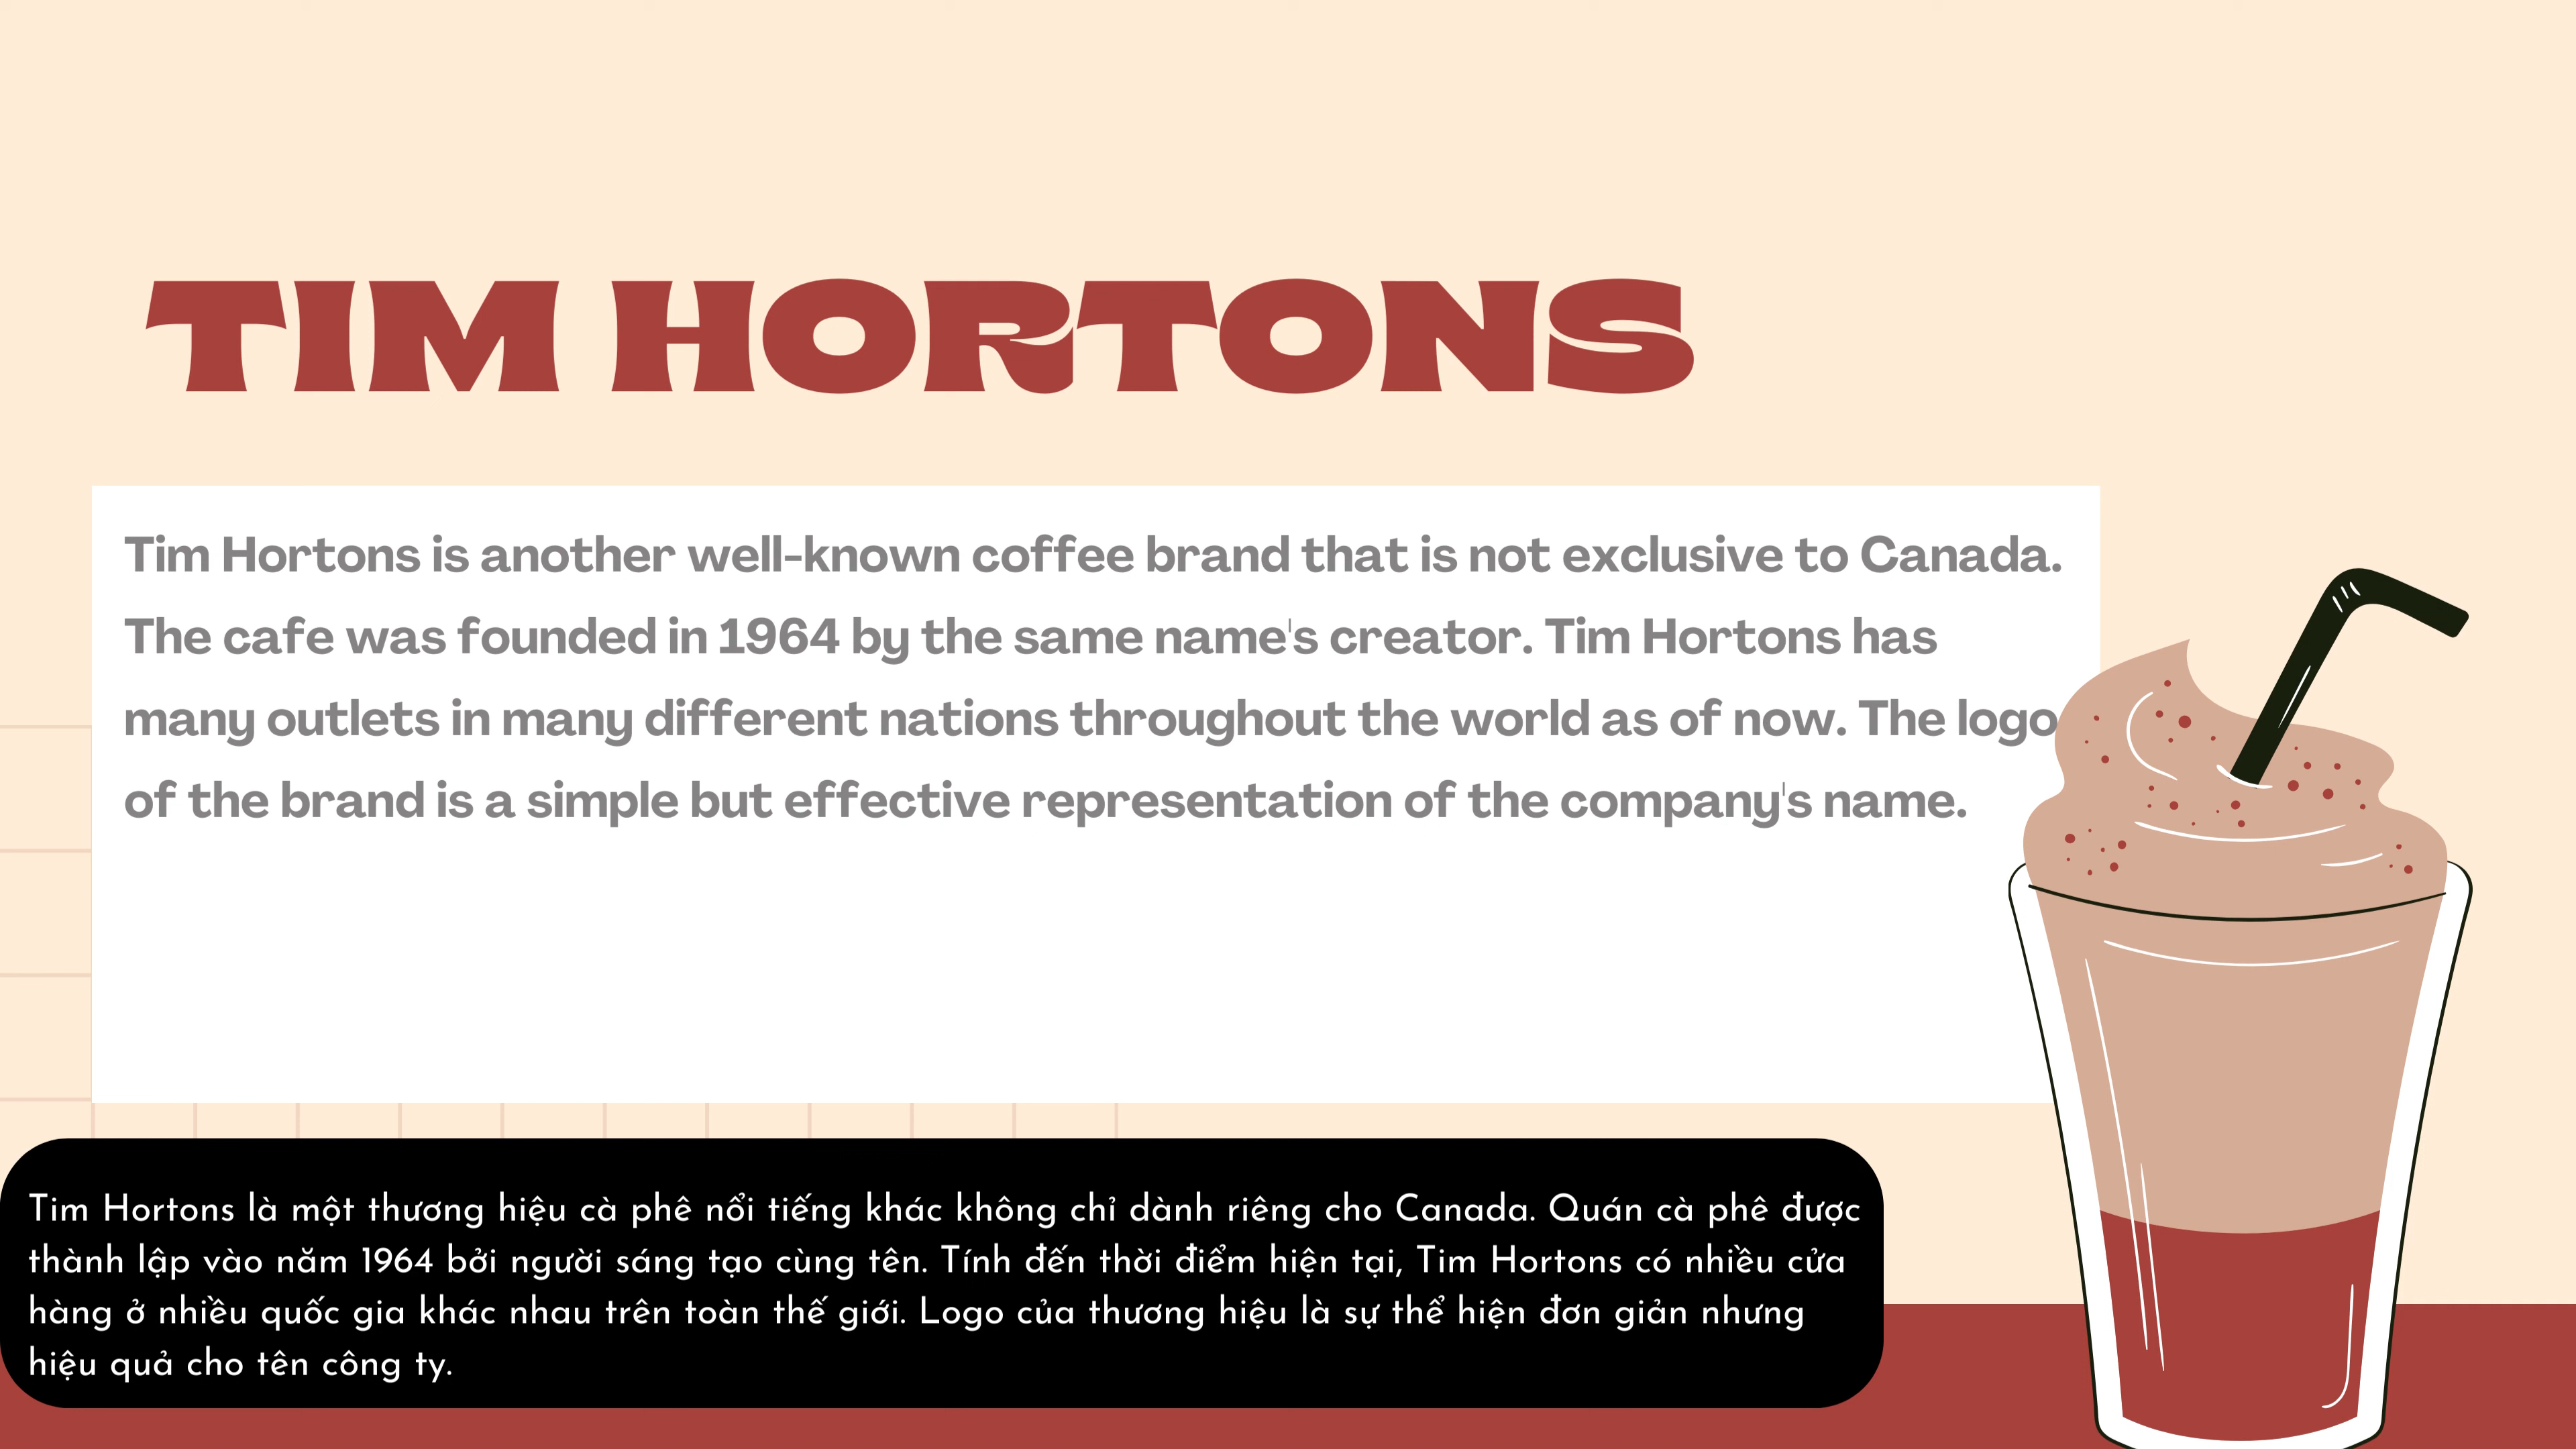 TIM HORTONS
Tim Hortons is another well-known coffee brand that is not exclusive to Canada.
The cafe was founded in 1964 by the same name's creator. Tim Hortons has
many outlets in many different nations throughout the world as of now. The logo
of the brand is a simple but effective representation of the company's name.
Tim Hortons là một thương hiệu cà phê nổi tiếng khác không chỉ dành riêng cho Canada. Quán cà phê được
thành lập vào năm 1964 bởi người sáng tạo cùng tên. Tính đến thời điểm hiện tại, Tim Hortons có nhiều cửa
hàng ở nhiều quốc gia khác nhau trên toàn thế giới. Logo của thương hiệu là sự thể hiện đơn giản nhưng
hiệu quả cho tên công ty.